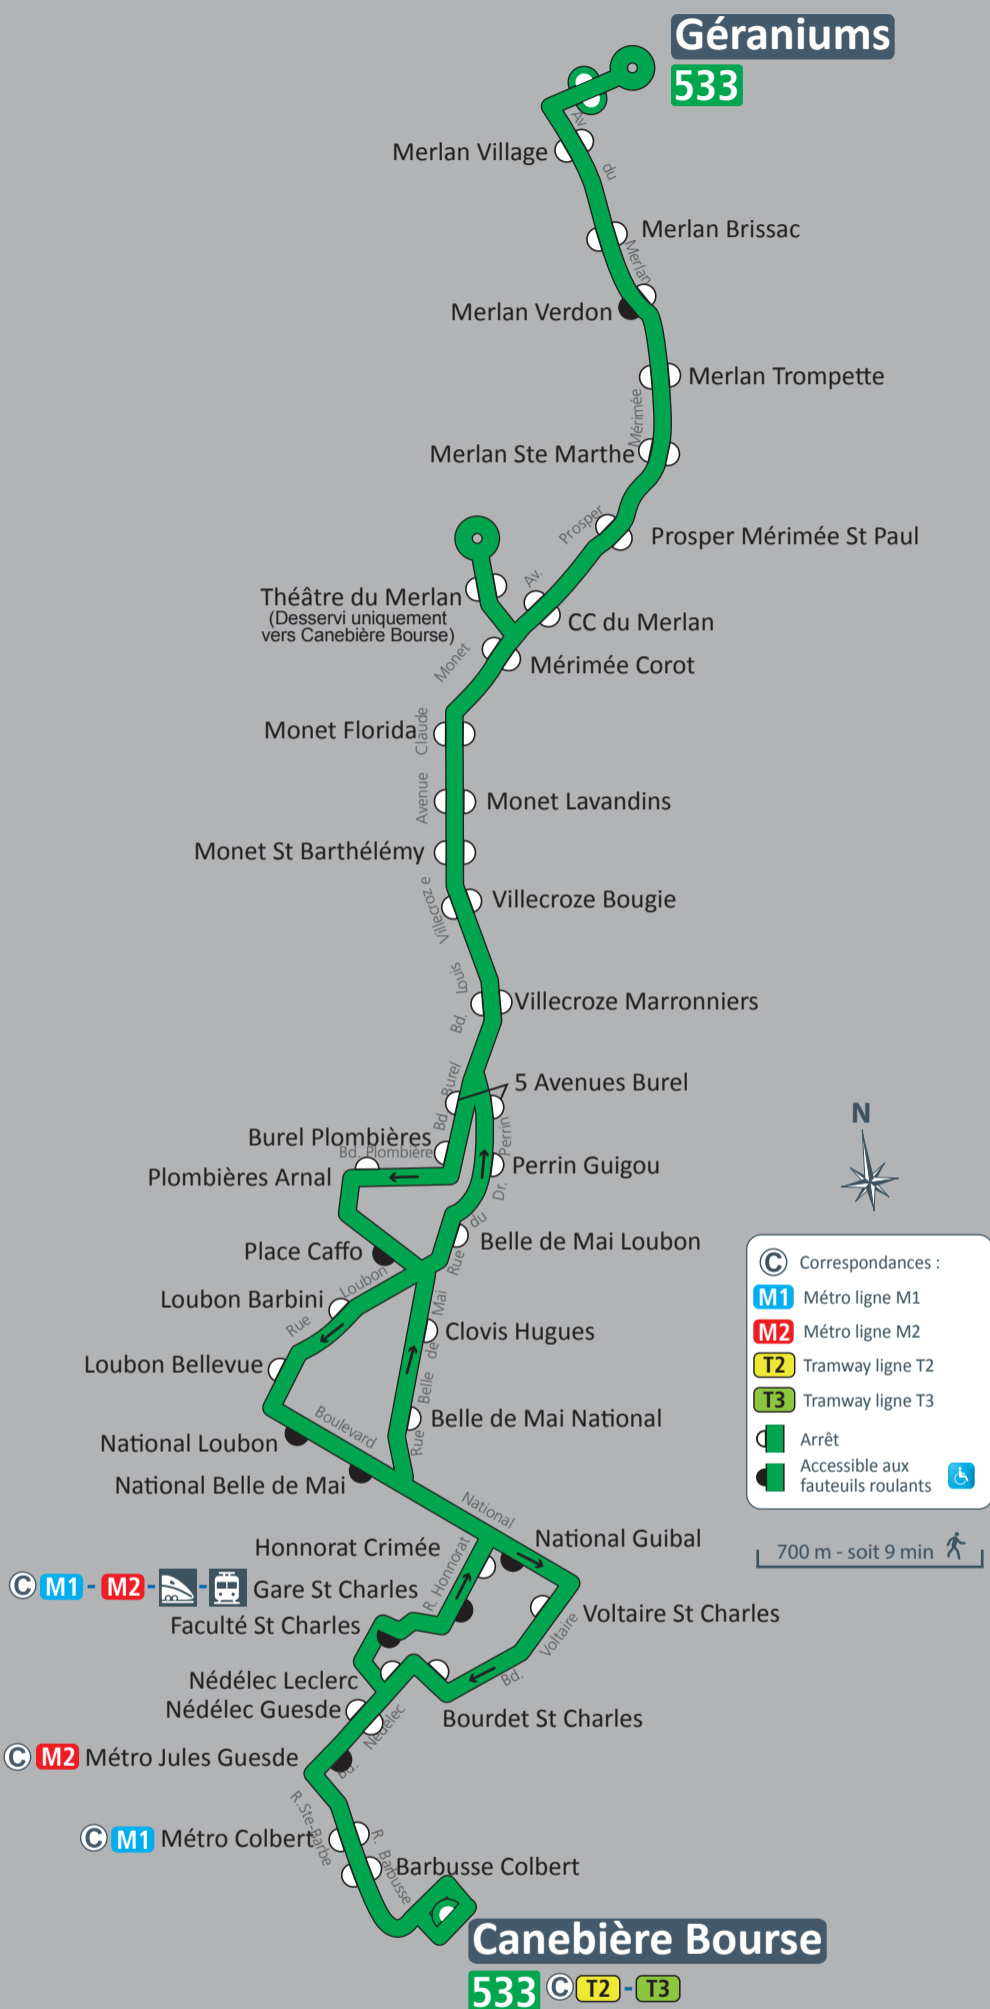 Géraniums
533
Av.
du
Merlan Village
Merlan Brissac
Merlan
Merlan Verdon
Merlan Trompette
Mérimée
Merlan Ste Marthe
Prosper
Prosper Mérimée St Paul
Av.
Théâtre du Merlan
(Desservi uniquement
vers Canebière Bourse)
CC du Merlan
Monet
Mérimée Corot
Claude
Monet Florida
Avenue
Monet Lavandins
Monet St Barthélémy
Villecroz e
Villecroze Bougie
louis
Villecroze Marronniers
Bd.
Burel
5 Avenues Burel
Bd.
Perrin
Burel Plombières
Bd. Plombière
Plombières Arnal
Perrin Guigou
Dr.
du
N
Place Caffo
Belle de Mai Loubon
Rue
Loubon
Loubon Barbini
Rue
Mai
Clovis Hugues
de
Loubon Bellevue
Belle
Boulevard
Belle de Mai National
Rue
National Loubon
National Belle de Mai
National
Honnorat Crimée
National Guibal
R. Honnorat
C M1 - M2 - - Gare St Charles
Faculté St Charles
Voltaire St Charles
Voltaire
Bd.
Nédélec Leclerc
Nédélec Guesde
Bourdet St Charles
Nédelec
Bd.
C M2 Métro Jules Guesde
R. Ste-Barbe
C M1 Métro Colbert
R. Barbusse
Barbusse Colbert
Canebière Bourse
533 C T2 - T3
C Correspondances :
M1 Métro ligne M1
M2 Métro ligne M2
T2 Tramway ligne T2
T3 Tramway ligne T3
Arrêt
Accessible aux
fauteuils roulants
700 m - soit 9 min